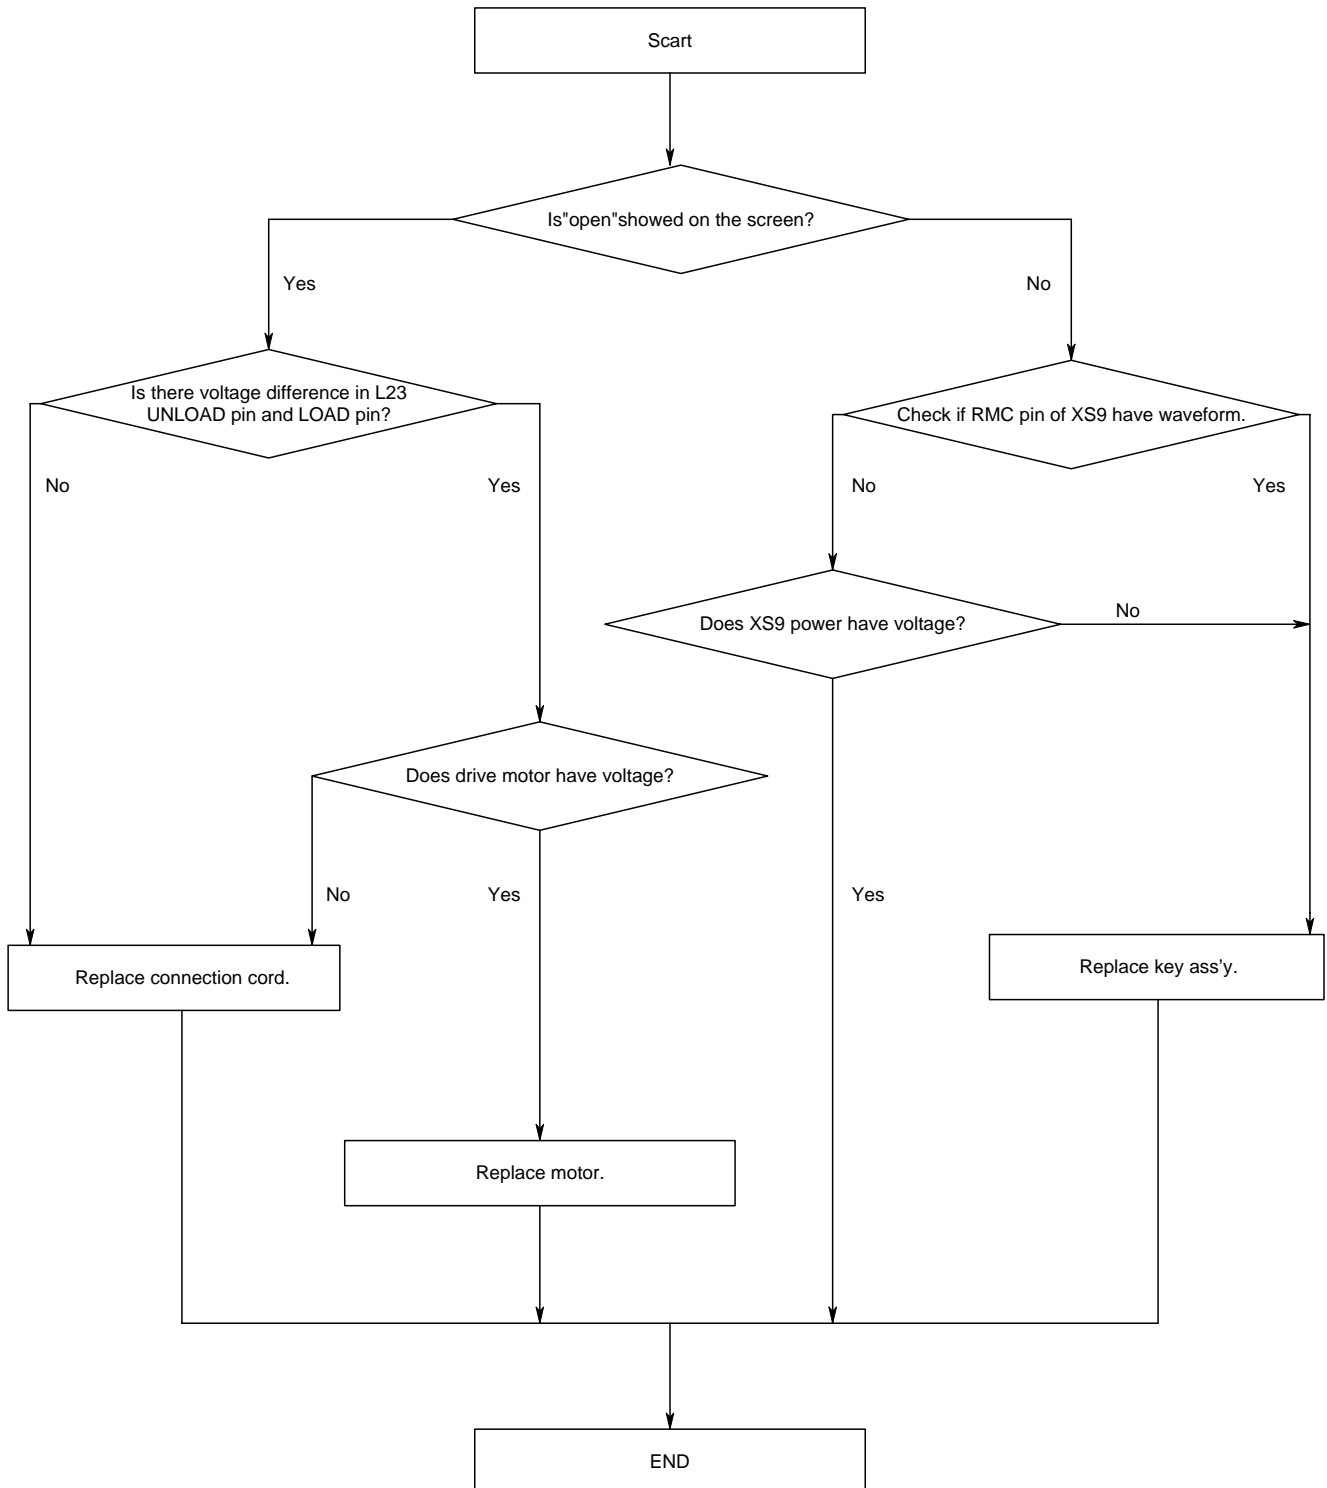 Scart
Is"open"showed on the screen?
Yes
No
Is there voltage difference in L23
UNLOAD pin and LOAD pin?
Check if RMC pin of XS9 have waveform.
No
Yes
No
Yes
Does XS9 power have voltage?
No
Does drive motor have voltage?
No
Yes
Yes
Replace connection cord.
Replace key ass'y.
Replace motor.
END